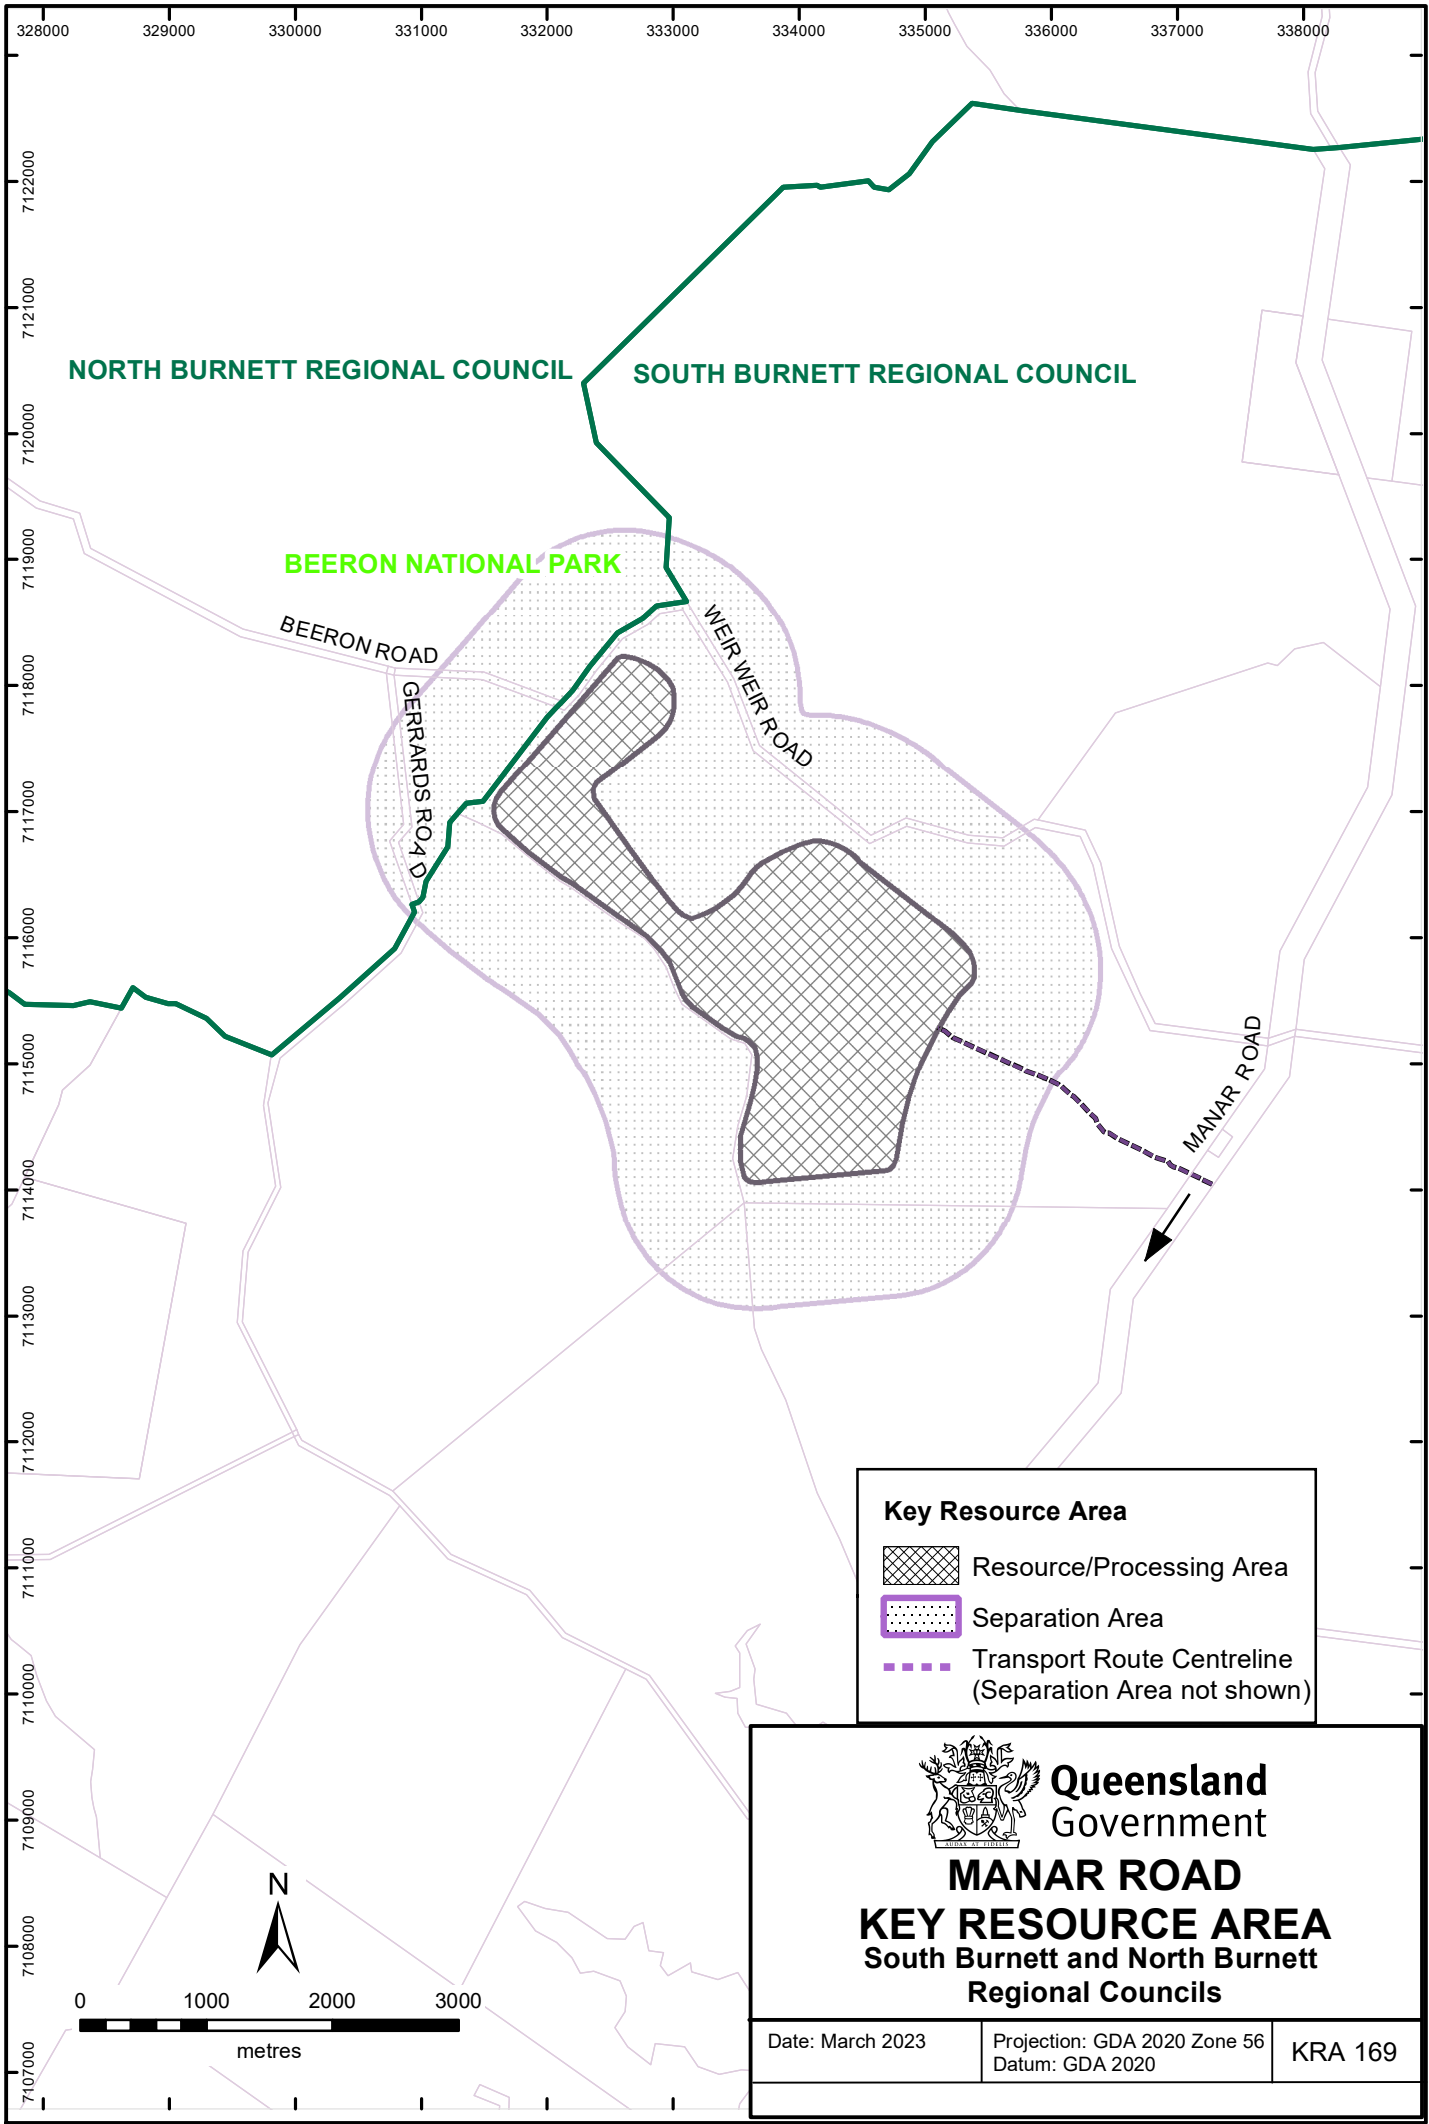 328000 329000 330000 331000 332000 333000 334000 335000 336000 337000 338000
7122000
7121000
NORTH BURNETT REGIONAL COUNCIL
SOUTH BURNETT REGIONAL COUNCIL
7120000
7119000
BEERON NATIONAL PARK
BEERON ROAD
WEIR WEIR ROAD
GERRARDS ROAD
7118000
7117000
7116000
7115000
MANAR ROAD
7114000
7113000
7112000
7111000
7110000
7109000
7108000
7107000
Key Resource Area
Resource/Processing Area
Separation Area
Transport Route Centreline
(Separation Area not shown)
N
0 1000 2000 3000
metres
AUDAX AT FIDELIS
Queensland
Government
MANAR ROAD
KEY RESOURCE AREA
South Burnett and North Burnett
Regional Councils
Date: March 2023
Projection: GDA 2020 Zone 56
Datum: GDA 2020
KRA 169